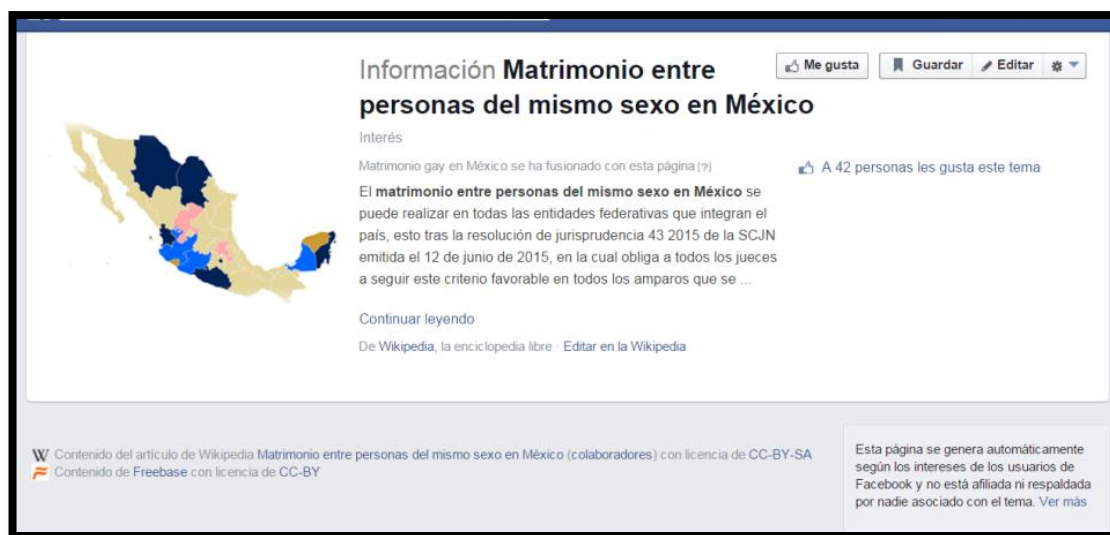 Información Matrimonio entre
personas del mismo sexo en México
Me gusta
Guardar
Editar
Interés
Matrimonio gay en México se ha fusionado con esta página [?]
A 42 personas les gusta este tema
El matrimonio entre personas del mismo sexo en México se
puede realizar en todas las entidades federativas que integran el
país, esto tras la resolución de jurisprudencia 43 2015 de la SCJN
emitida el 12 de junio de 2015, en la cual obliga a todos los jueces
a seguir este criterio favorable en todos los amparos que se ...
Continuar leyendo
De Wikipedia, la enciclopedia libre · Editar en la Wikipedia
W Contenido del artículo de Wikipedia Matrimonio entre personas del mismo sexo en México (colaboradores) con licencia de CC-BY-SA
Contenido de Freebase con licencia de CC-BY
Esta página se genera automáticamente
según los intereses de los usuarios de
Facebook y no está afiliada ni respaldada
por nadie asociado con el tema. Ver más